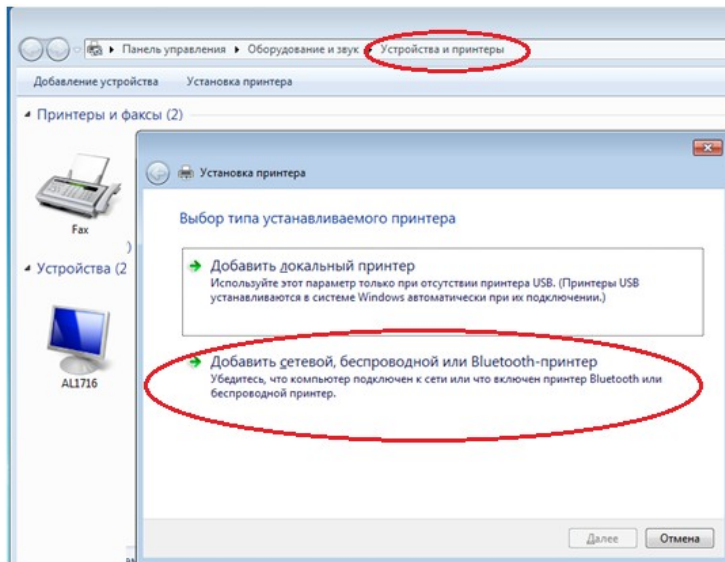 Панель управления Оборудование и звук Устройства и принтеры
Добавление устройства Установка принтера
Принтеры и факсы (2)
Fax
Устройства (2
AL1716
Установка принтера
Выбор типа устанавливаемого принтера
Добавить локальный принтер
Используйте этот параметр только при отсутствии принтера USB. (Принтеры USB
устанавливаются в системе Windows автоматически при их подключении.)
Добавить сетевой, беспроводной или Bluetooth-принтер
Убедитесь, что компьютер подключен к сети или что включен принтер Bluetooth или
беспроводной принтер.
Далее Отмена